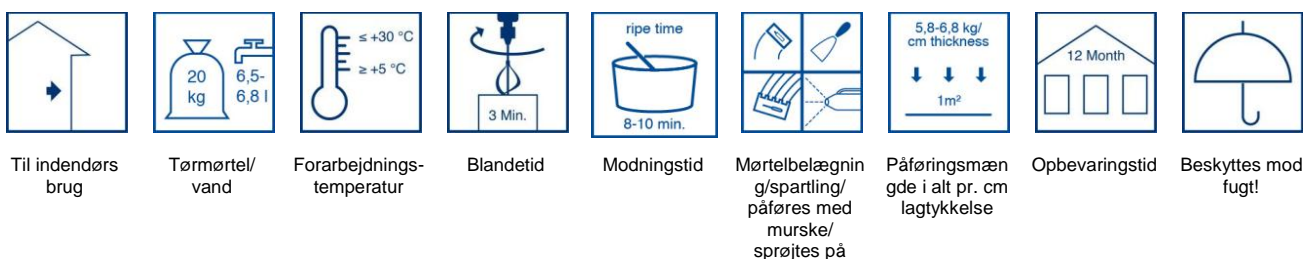 ≤ +30 °C
≥ +5 °C
20
kg
6,5-
6,8 l
3 Min.
ripe time
8-10 min.
5,8-6,8 kg/
cm thickness
1m²
12 Month
Til indendørs
brug
Tørmørtel/
vand
Forarbejdnings-
temperatur
Blandetid
Modningstid
Mørtelbelægnin
g/spartling/
påføres med
murske/
sprøjtes på
Påføringsmæn
gde i alt pr. cm
lagtykkelse
Opbevaringstid
Beskyttes mod
fugt!